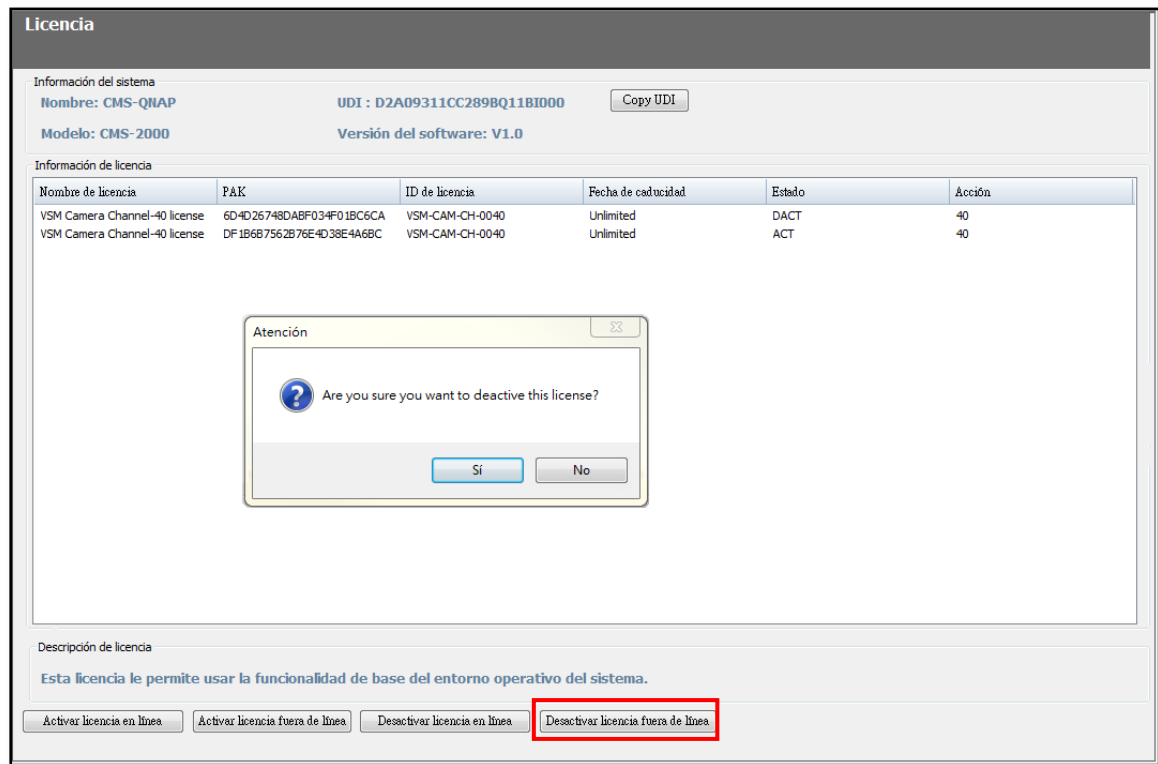 Licencia
Información del sistema
Nombre: CMS-QNAP UDI : D2A09311CC289BQ11BI000 Copy UDI
Modelo: CMS-2000 Versión del software: V1.0
Información de licencia
Nombre de licencia PAK ID de licencia Fecha de caducidad Estado Acción
VSM Camera Channel-40 license 6D4D26748DABF034F01BC6CA VSM-CAM-CH-0040 Unlimited DACT 40
VSM Camera Channel-40 license DF1B6B7562B76E4D38E4A6BC VSM-CAM-CH-0040 Unlimited ACT 40
Atención
Are you sure you want to deactive this license?
Sí No
Descripción de licencia
Esta licencia le permite usar la funcionalidad de base del entorno operativo del sistema.
Activar licencia en línea Activar licencia fuera de línea Desactivar licencia en línea Desactivar licencia fuera de línea